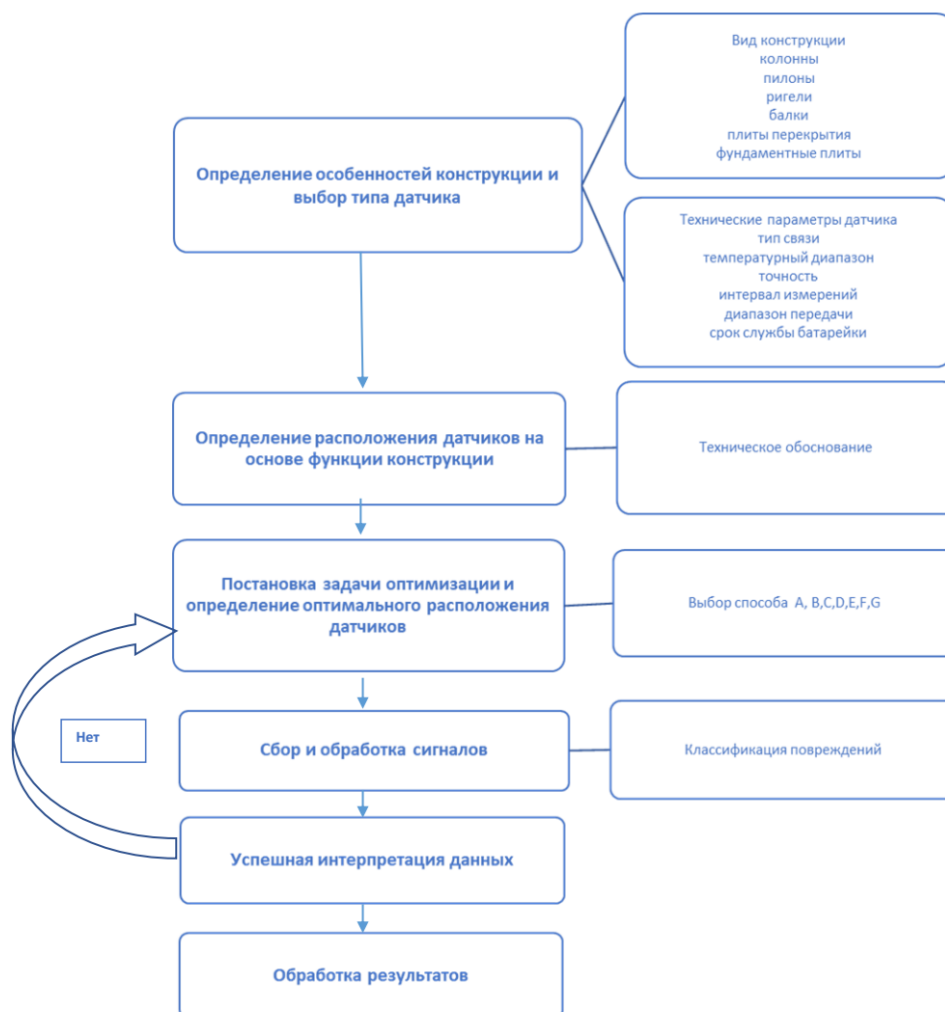 Вид конструкции
колонны
пилоны
ригели
балки
плиты перекрытия
фундаментные плиты
Определение особенностей конструкции и
выбор типа датчика
Технические параметры датчика
тип связи
температурный диапазон
точность
интервал измерений
диапазон передачи
срок службы батарейки
Определение расположения датчиков на
основе функции конструкции
Техническое обоснование
Постановка задачи оптимизации и
определение оптимального расположения
датчиков
Выбор способа A, B,C,D,E,F,G
Нет
Сбор и обработка сигналов
Классификация повреждений
Успешная интерпретация данных
Обработка результатов